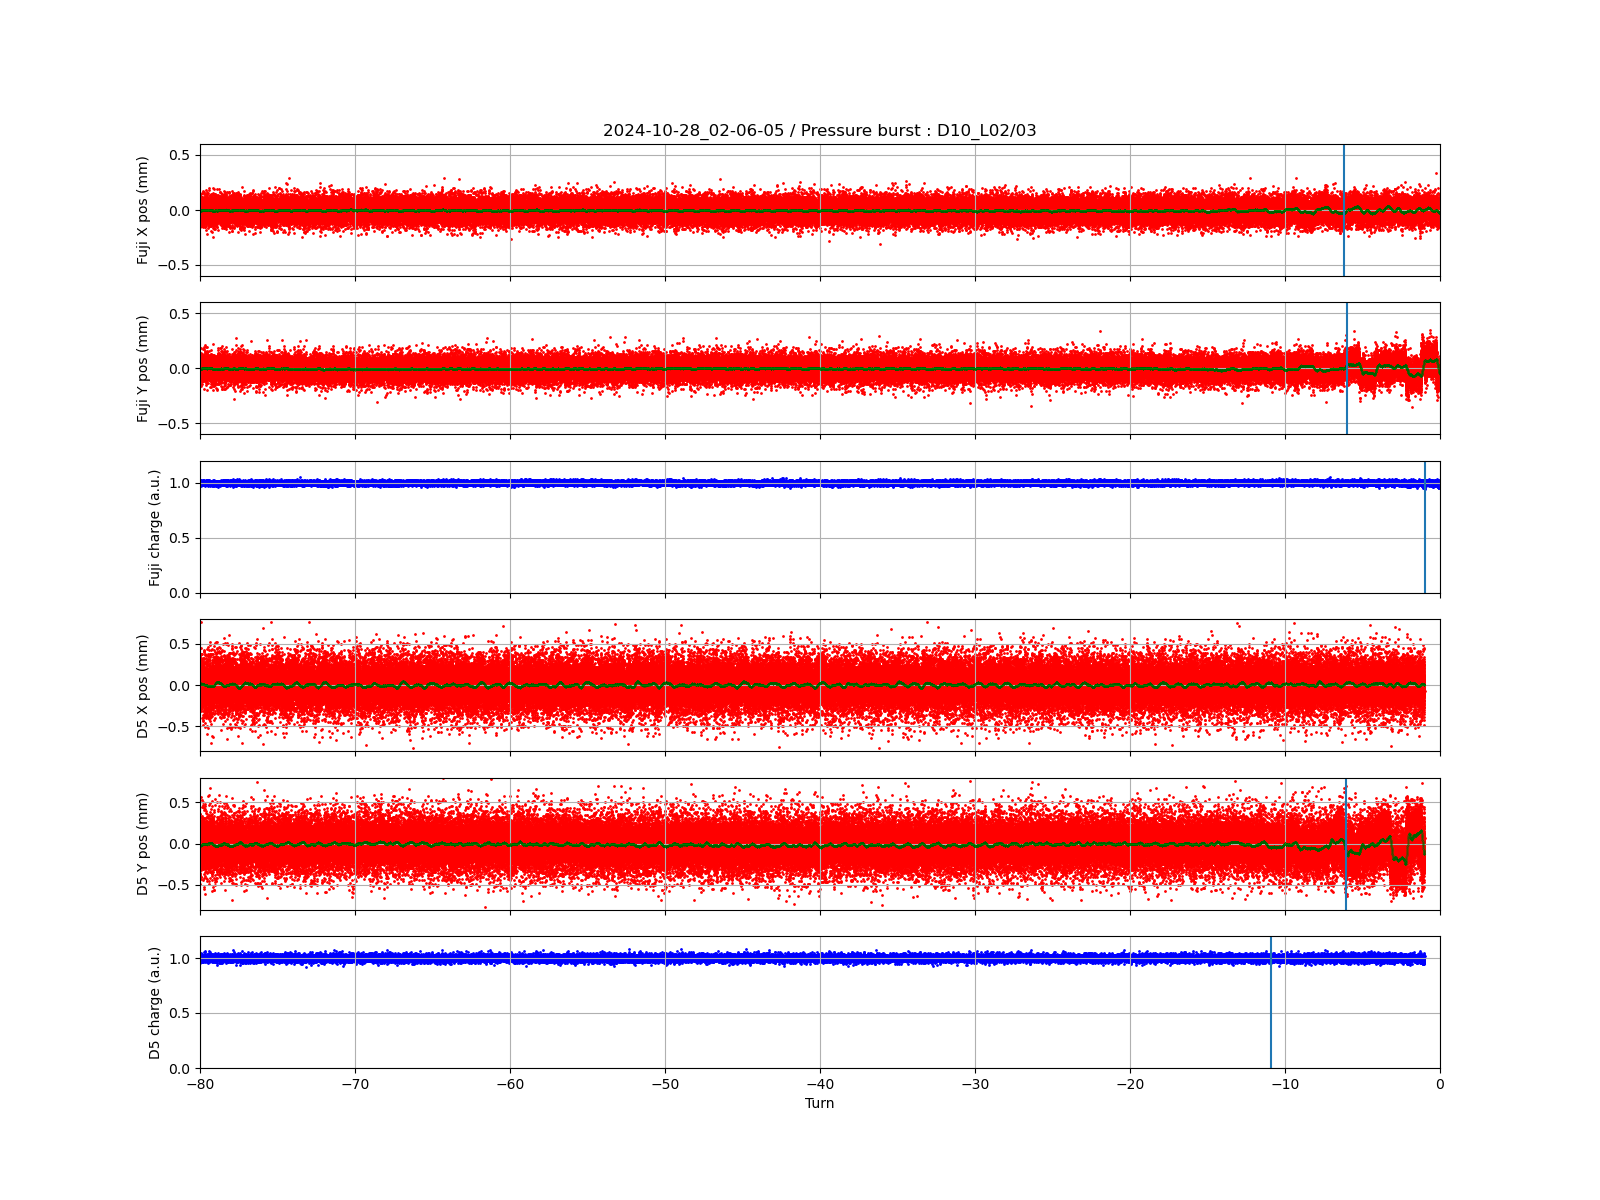 2024-10-28_02-06-05 / Pressure burst : D10_L02/03
Fuji X pos (mm)
0.5
0.0
−0.5
Fuji Y pos (mm)
0.5
0.0
−0.5
Fuji charge (a.u.)
1.0
0.5
0.0
D5 X pos (mm)
0.5
0.0
−0.5
D5 Y pos (mm)
0.5
0.0
−0.5
D5 charge (a.u.)
1.0
0.5
0.0
−80 −70 −60 −50 −40 −30 −20 −10 0
Turn